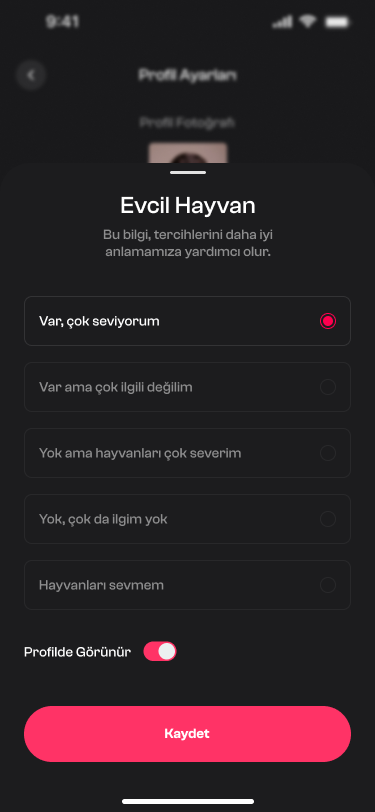 9:41
Profil Ayarları
Profil Fotoğrafı
Evcil Hayvan
Bu bilgi, tercihlerini daha iyi
anlamamıza yardımcı olur.
Var, çok seviyorum
Var ama çok ilgili değilim
Yok ama hayvanları çok severim
Yok, çok da ilgim yok
Hayvanları sevmem
Profilde Görünür
Kaydet